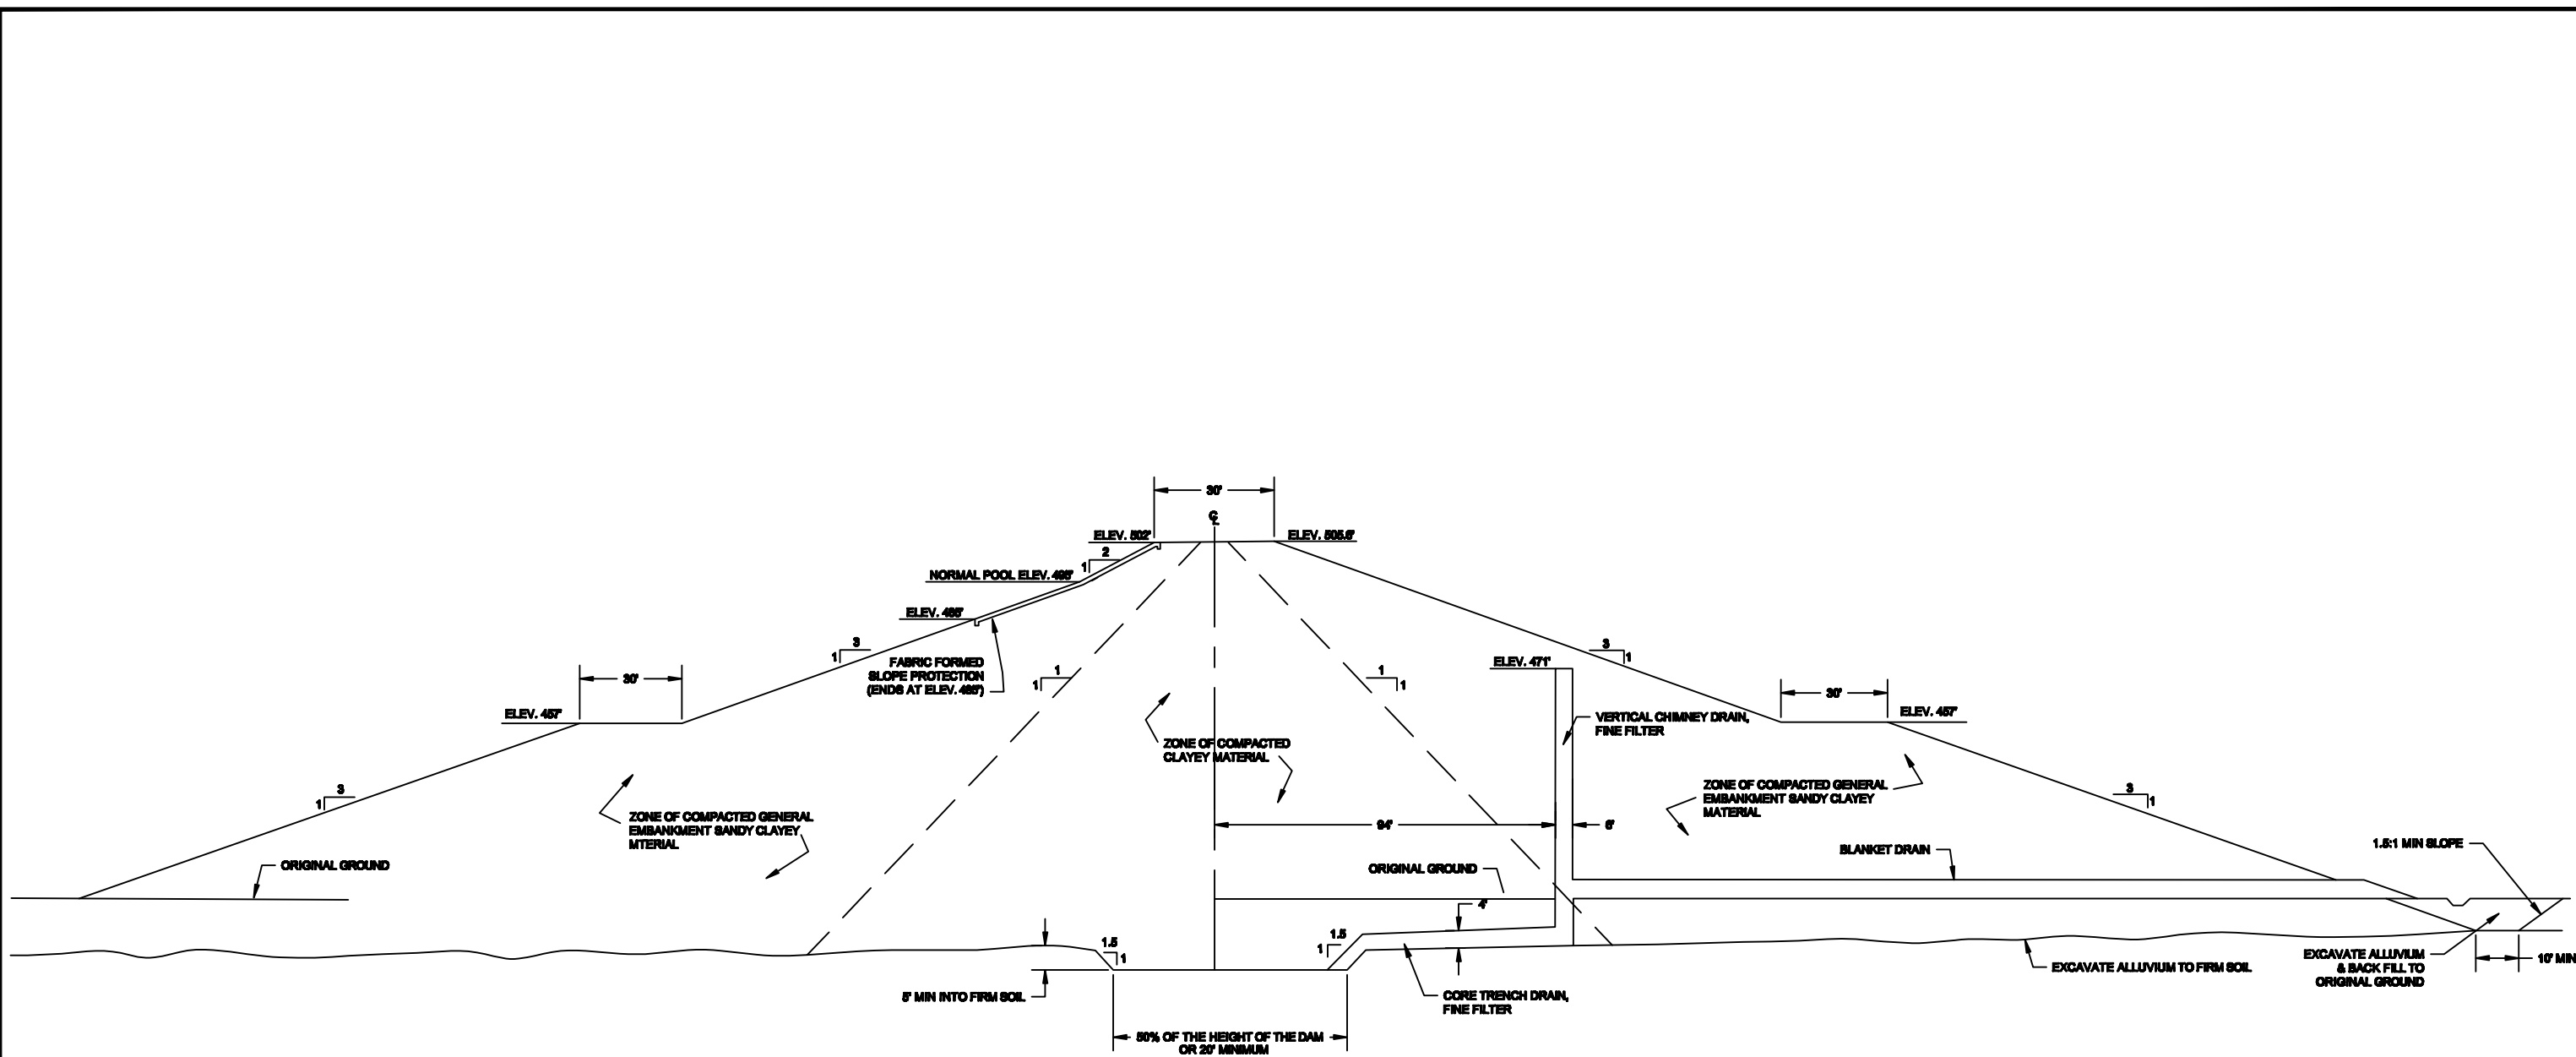 30'
℄
ELEV. 502'
ELEV. 505.6'
2
1
NORMAL POOL ELEV. 495'
ELEV. 485'
3
1
FABRIC FORMED
SLOPE PROTECTION
(ENDS AT ELEV. 485')
3
1
ELEV. 471'
1
1
1
1
30'
30'
ELEV. 457'
ELEV. 457'
VERTICAL CHIMNEY DRAIN,
FINE FILTER
ZONE OF COMPACTED
CLAYEY MATERIAL
3
1
ZONE OF COMPACTED GENERAL
EMBANKMENT SANDY CLAYEY
MTERIAL
ZONE OF COMPACTED GENERAL
EMBANKMENT SANDY CLAYEY
MATERIAL
3
1
94'
6'
1.5:1 MIN SLOPE
BLANKET DRAIN
ORIGINAL GROUND
ORIGINAL GROUND
4'
1.5
1
1.5
1
EXCAVATE ALLUVIUM
& BACK FILL TO
ORIGINAL GROUND
10' MIN
EXCAVATE ALLUVIUM TO FIRM SOIL
5' MIN INTO FIRM SOIL
CORE TRENCH DRAIN,
FINE FILTER
50% OF THE HEIGHT OF THE DAM
OR 20' MINIMUM